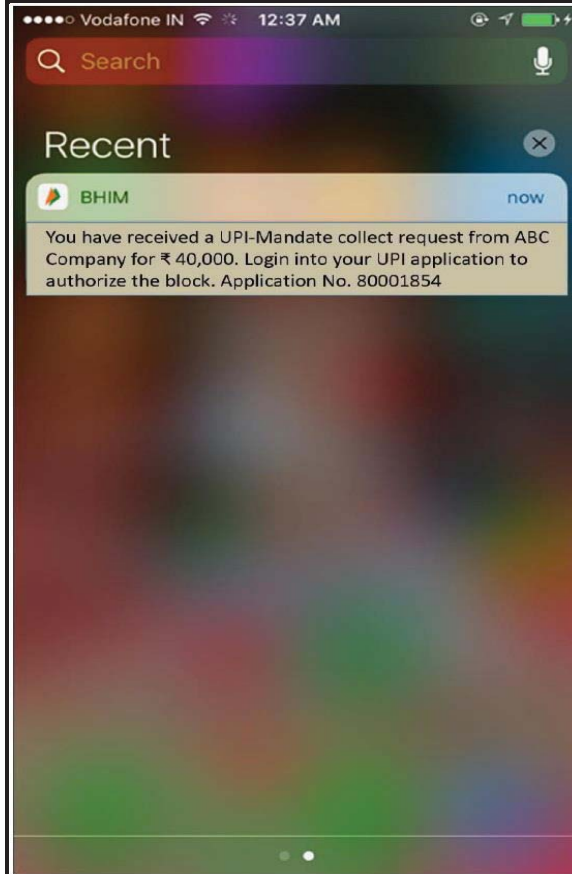 Vodafone IN 12:37 AM
Search
Recent
BHIM now
You have received a UPI-Mandate collect request from ABC
Company for ₹ 40,000. Login into your UPI application to
authorize the block. Application No. 80001854